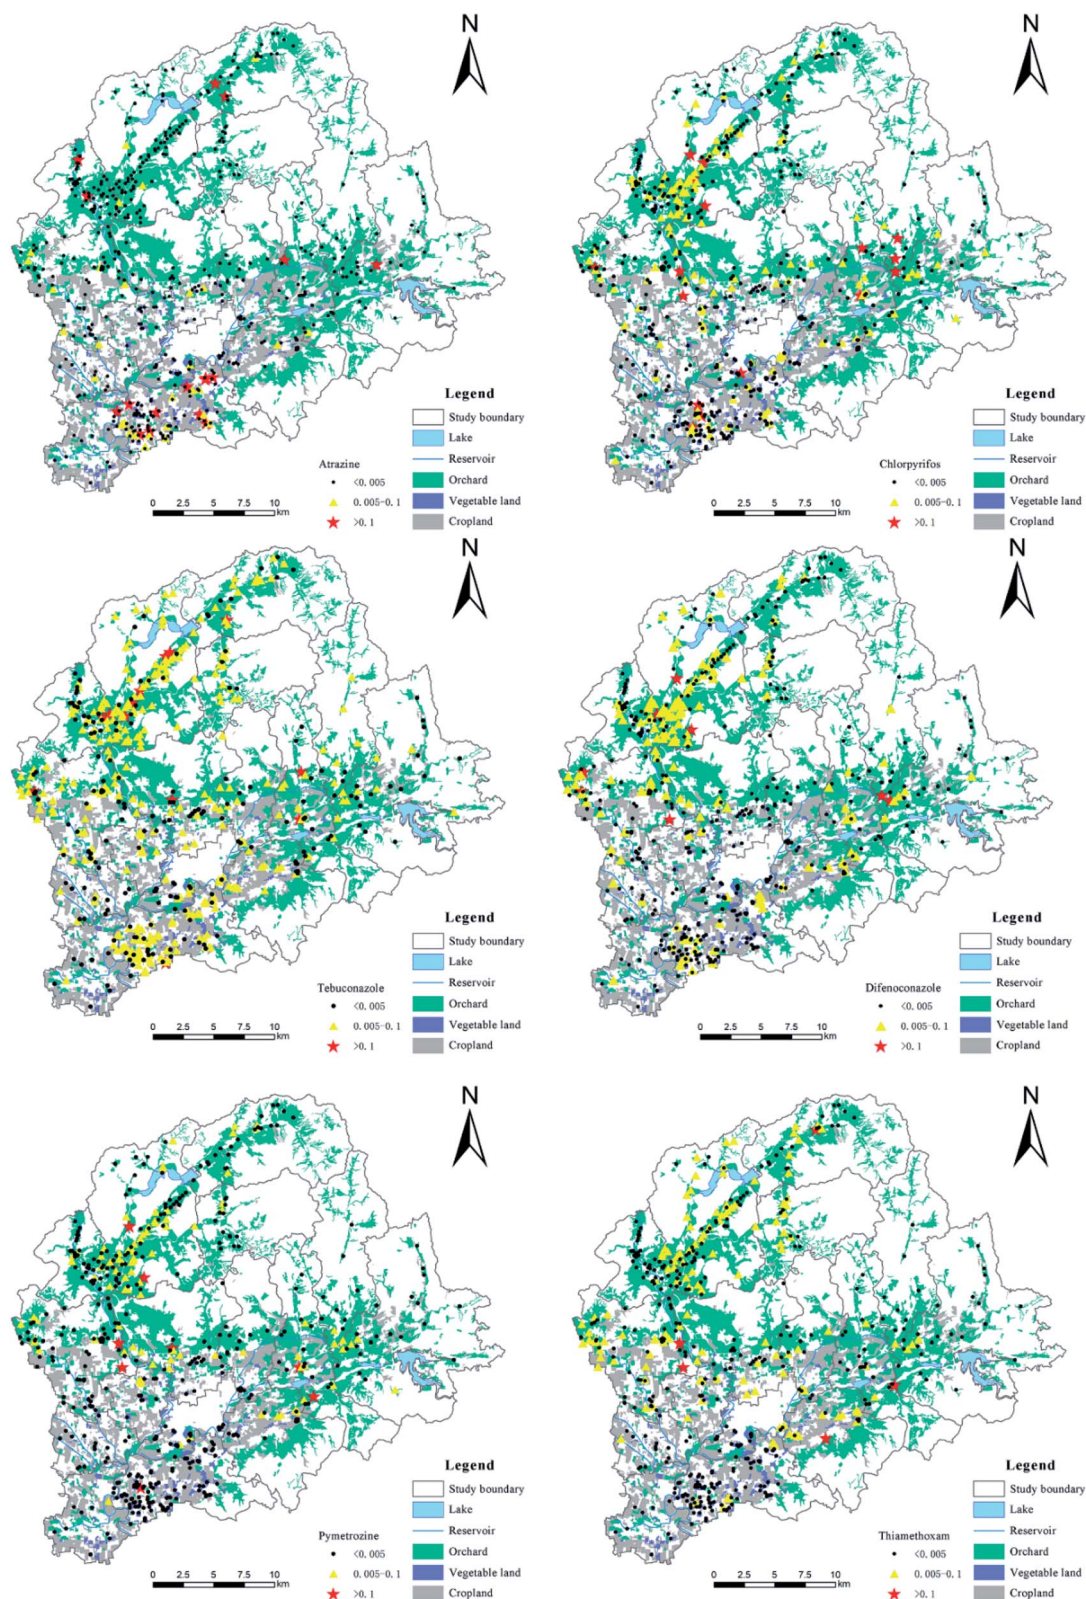 N
Legend
Study boundary
Lake
Reservoir
Orchard
Vegetable land
Cropland
Atrazine
<0.005
0.005-0.1
>0.1
0 2.5 5 7.5 10
km
N
Legend
Study boundary
Lake
Reservoir
Orchard
Vegetable land
Cropland
Chlorpyrifos
<0.005
0.005-0.1
>0.1
0 2.5 5 7.5 10
km
N
Legend
Study boundary
Lake
Reservoir
Orchard
Vegetable land
Cropland
Tebuconazole
<0.005
0.005-0.1
>0.1
0 2.5 5 7.5 10
km
N
Legend
Study boundary
Lake
Reservoir
Orchard
Vegetable land
Cropland
Difenoconazole
<0.005
0.005-0.1
>0.1
0 2.5 5 7.5 10
km
N
Legend
Study boundary
Lake
Reservoir
Orchard
Vegetable land
Cropland
Pymetrozine
<0.005
0.005-0.1
>0.1
0 2.5 5 7.5 10
km
N
Legend
Study boundary
Lake
Reservoir
Orchard
Vegetable land
Cropland
Thiamethoxam
<0.005
0.005-0.1
>0.1
0 2.5 5 7.5 10
km